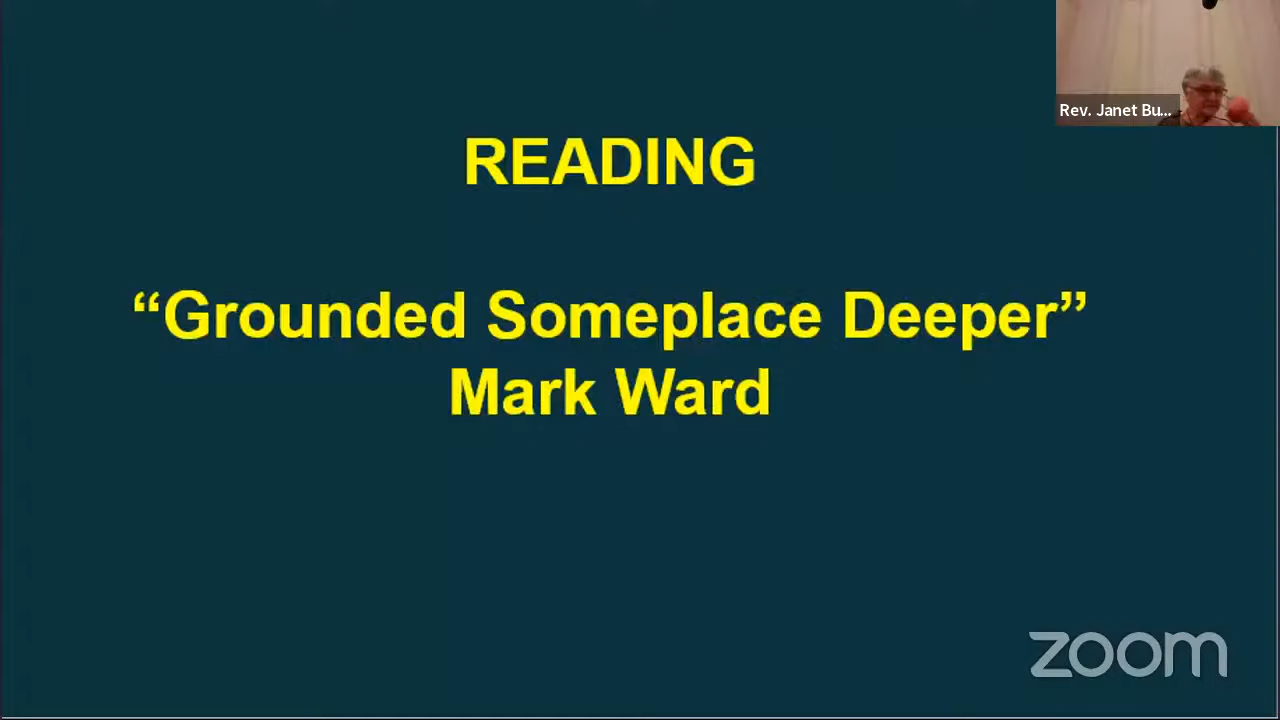 Rev. Janet Bu...
READING
“Grounded Someplace Deeper”
Mark Ward
zoom